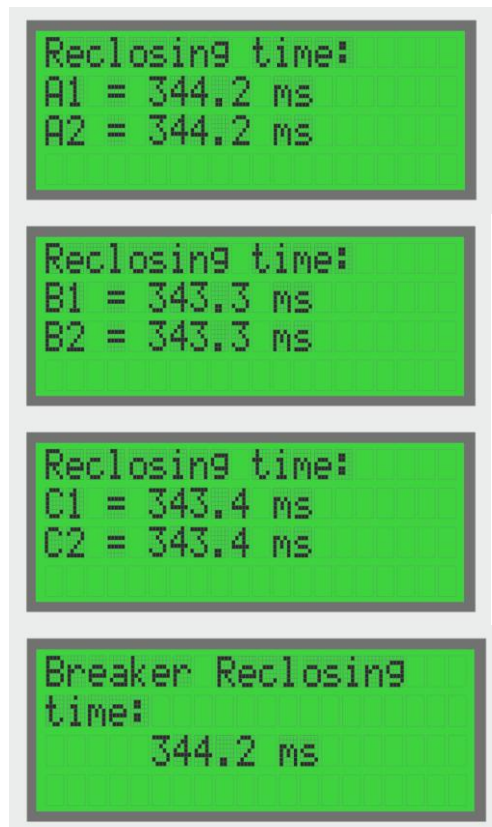 Reclosing time:
A1 = 344.2 ms
A2 = 344.2 ms
Reclosing time:
B1 = 343.3 ms
B2 = 343.3 ms
Reclosing time:
C1 = 343.4 ms
C2 = 343.4 ms
Breaker Reclosing
time:
344.2 ms